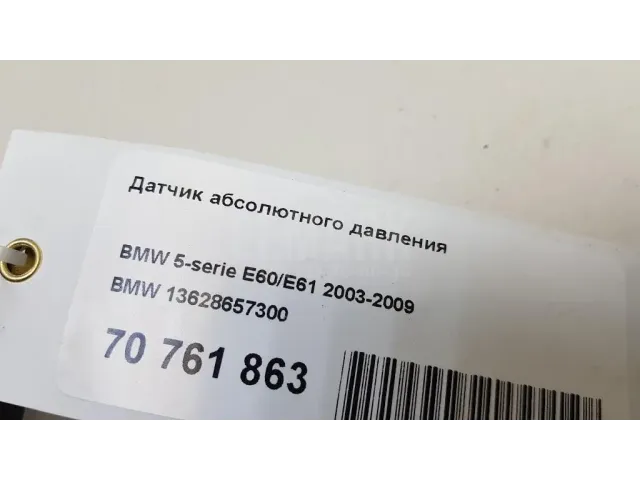 Датчик абсолютного давления
BMW 5-serie E60/E61 2003-2009
BMW 13628657300
70 761 863